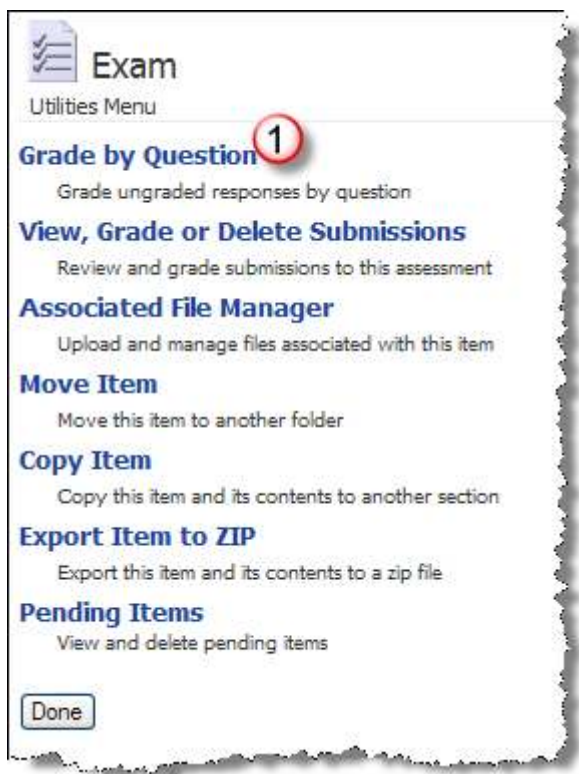 Exam
Utilities Menu
1
Grade by Question
Grade ungraded responses by question
View, Grade or Delete Submissions
Review and grade submissions to this assessment
Associated File Manager
Upload and manage files associated with this item
Move Item
Move this item to another folder
Copy Item
Copy this item and its contents to another section
Export Item to ZIP
Export this item and its contents to a zip file
Pending Items
View and delete pending items
Done